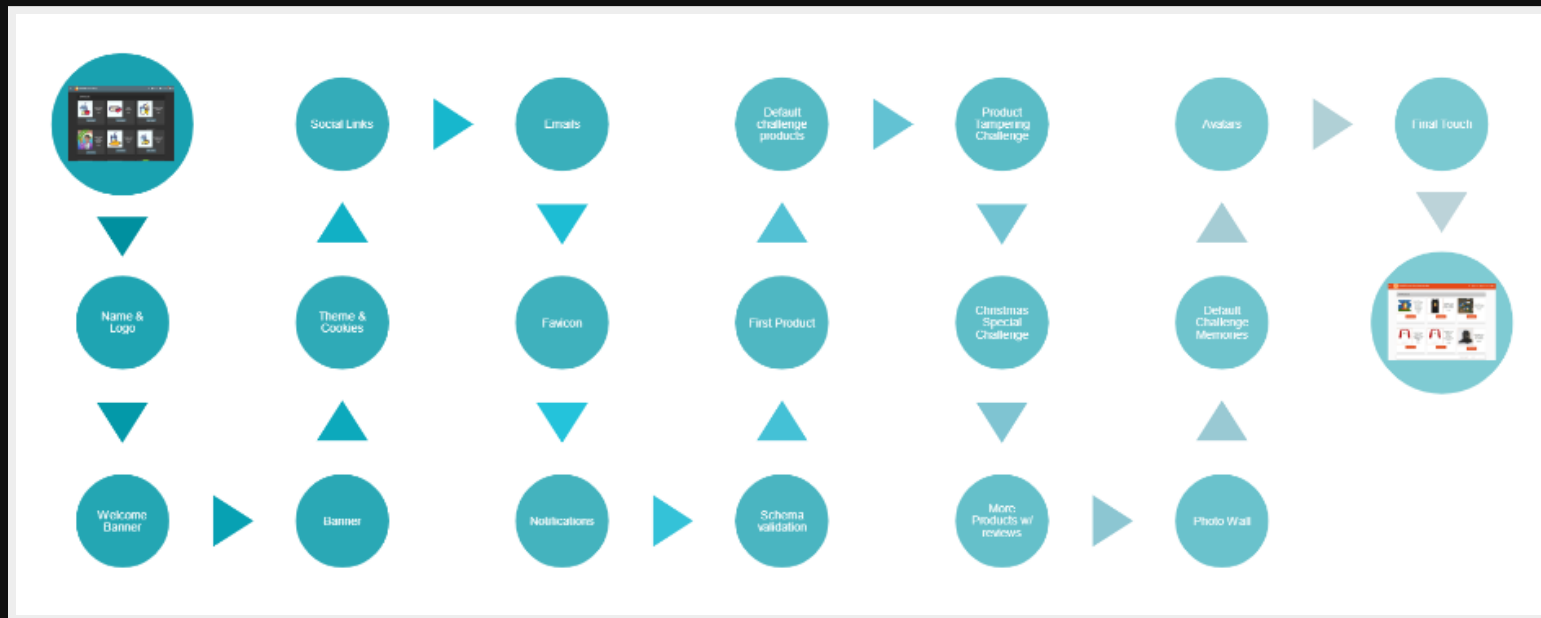 Name &
Logo
Welcome
Banner
Banner
Theme &
Cookies
Social Links
Emails
Favicon
Notifications
Schema
validation
First Product
Default
challenge
products
Product
Tampering
Challenge
Christmas
Special
Challenge
More
Products w/
reviews
Photo Wall
Default
Challenge
Memories
Avatars
Final Touch